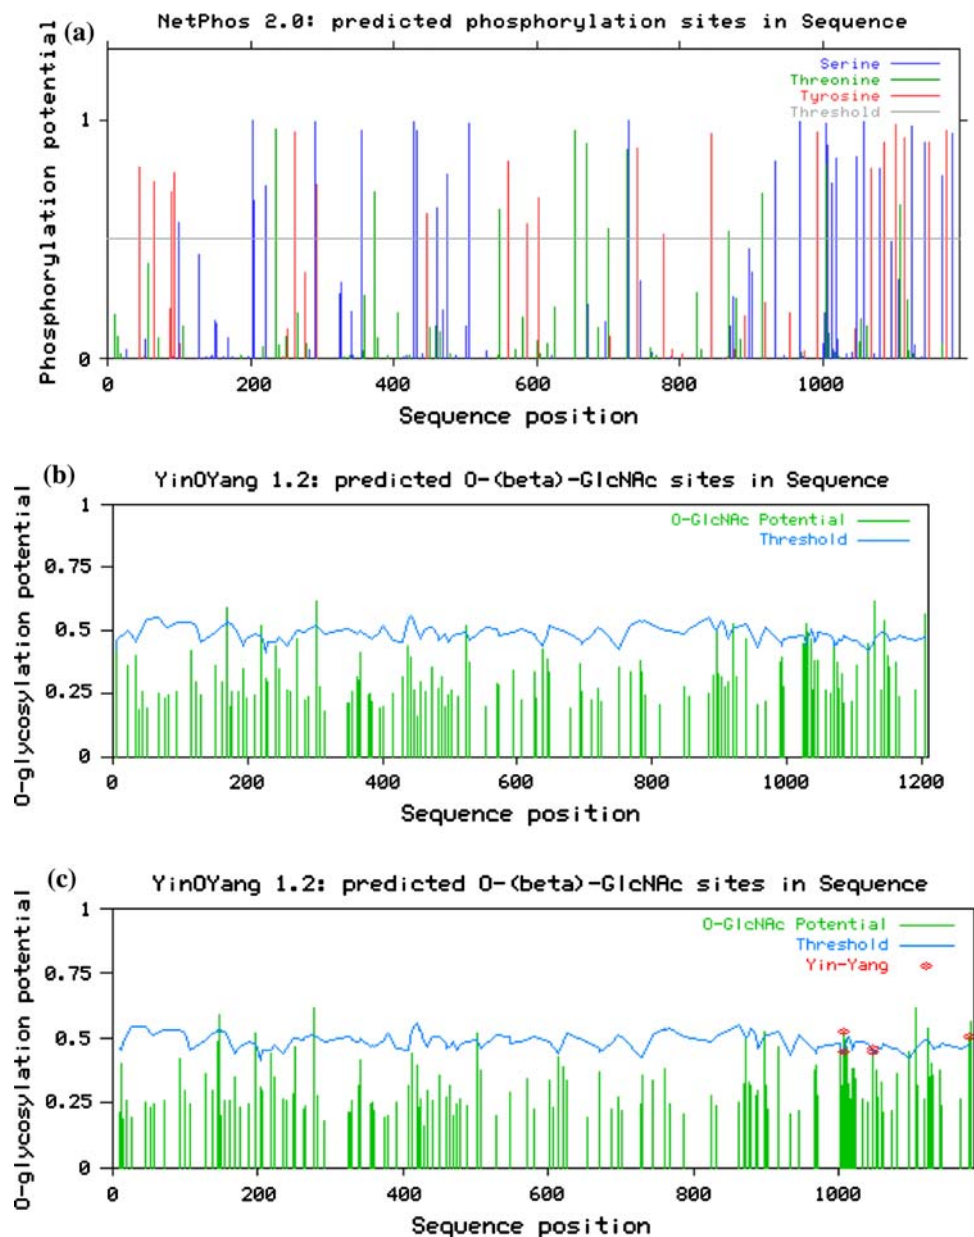 (a)
NetPhos 2.0: predicted phosphorylation sites in Sequence
Phosphorylation potential
Serine
Threonine
Tyrosine
Threshold
1
0
0 200 400 600 800 1000
Sequence position
(b)
YinOYang 1.2: predicted O-(beta)-GlcNAc sites in Sequence
O-glycosylation potential
O-GlcNAc Potential
Threshold
1
0.75
0.5
0.25
0
0 200 400 600 800 1000 1200
Sequence position
(c)
YinOYang 1.2: predicted O-(beta)-GlcNAc sites in Sequence
O-glycosylation potential
O-GlcNAc Potential
Threshold
Yin-Yang
1
0.75
0.5
0.25
0
0 200 400 600 800 1000
Sequence position